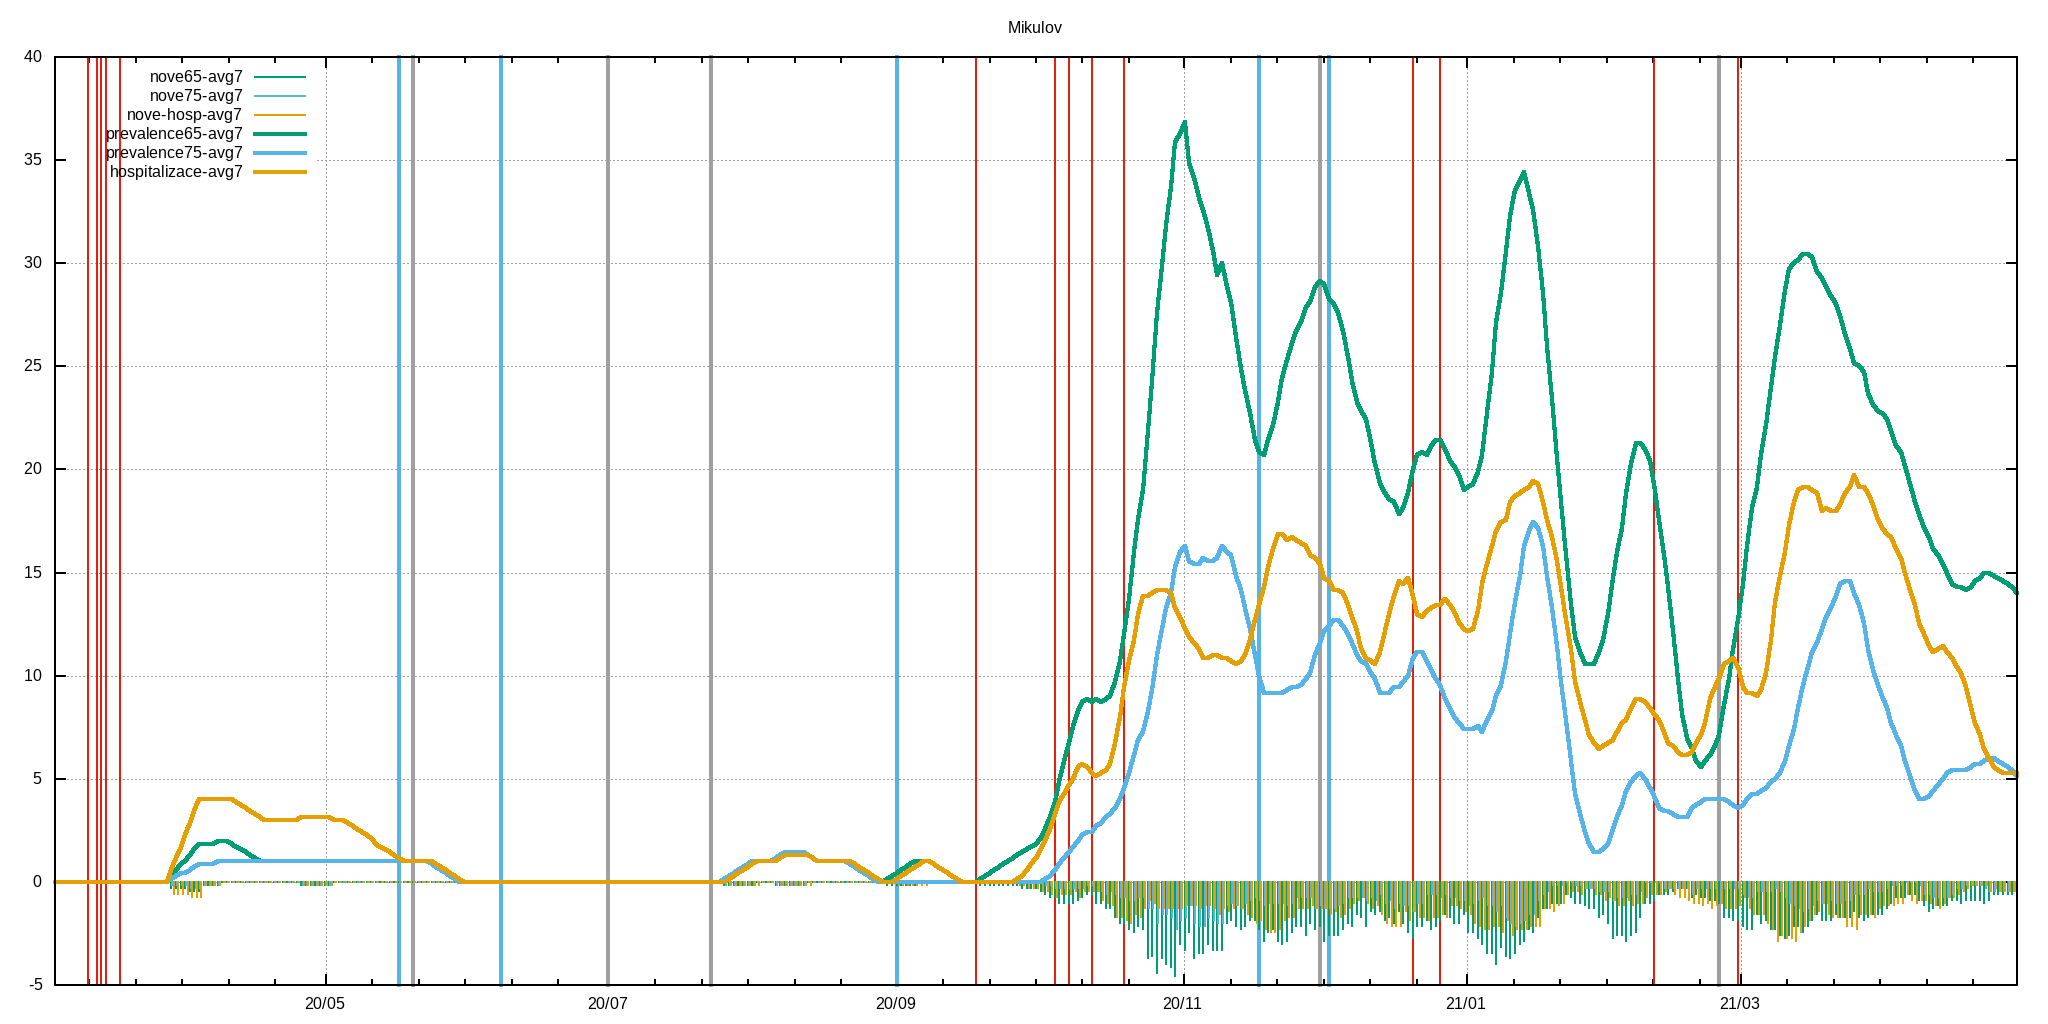 Mikulov
40
35
30
25
20
15
10
5
0
-5
nove65-avg7
nove75-avg7
nove-hosp-avg7
prevalence65-avg7
prevalence75-avg7
hospitalizace-avg7
20/05 20/07 20/09 20/11 21/01 21/03